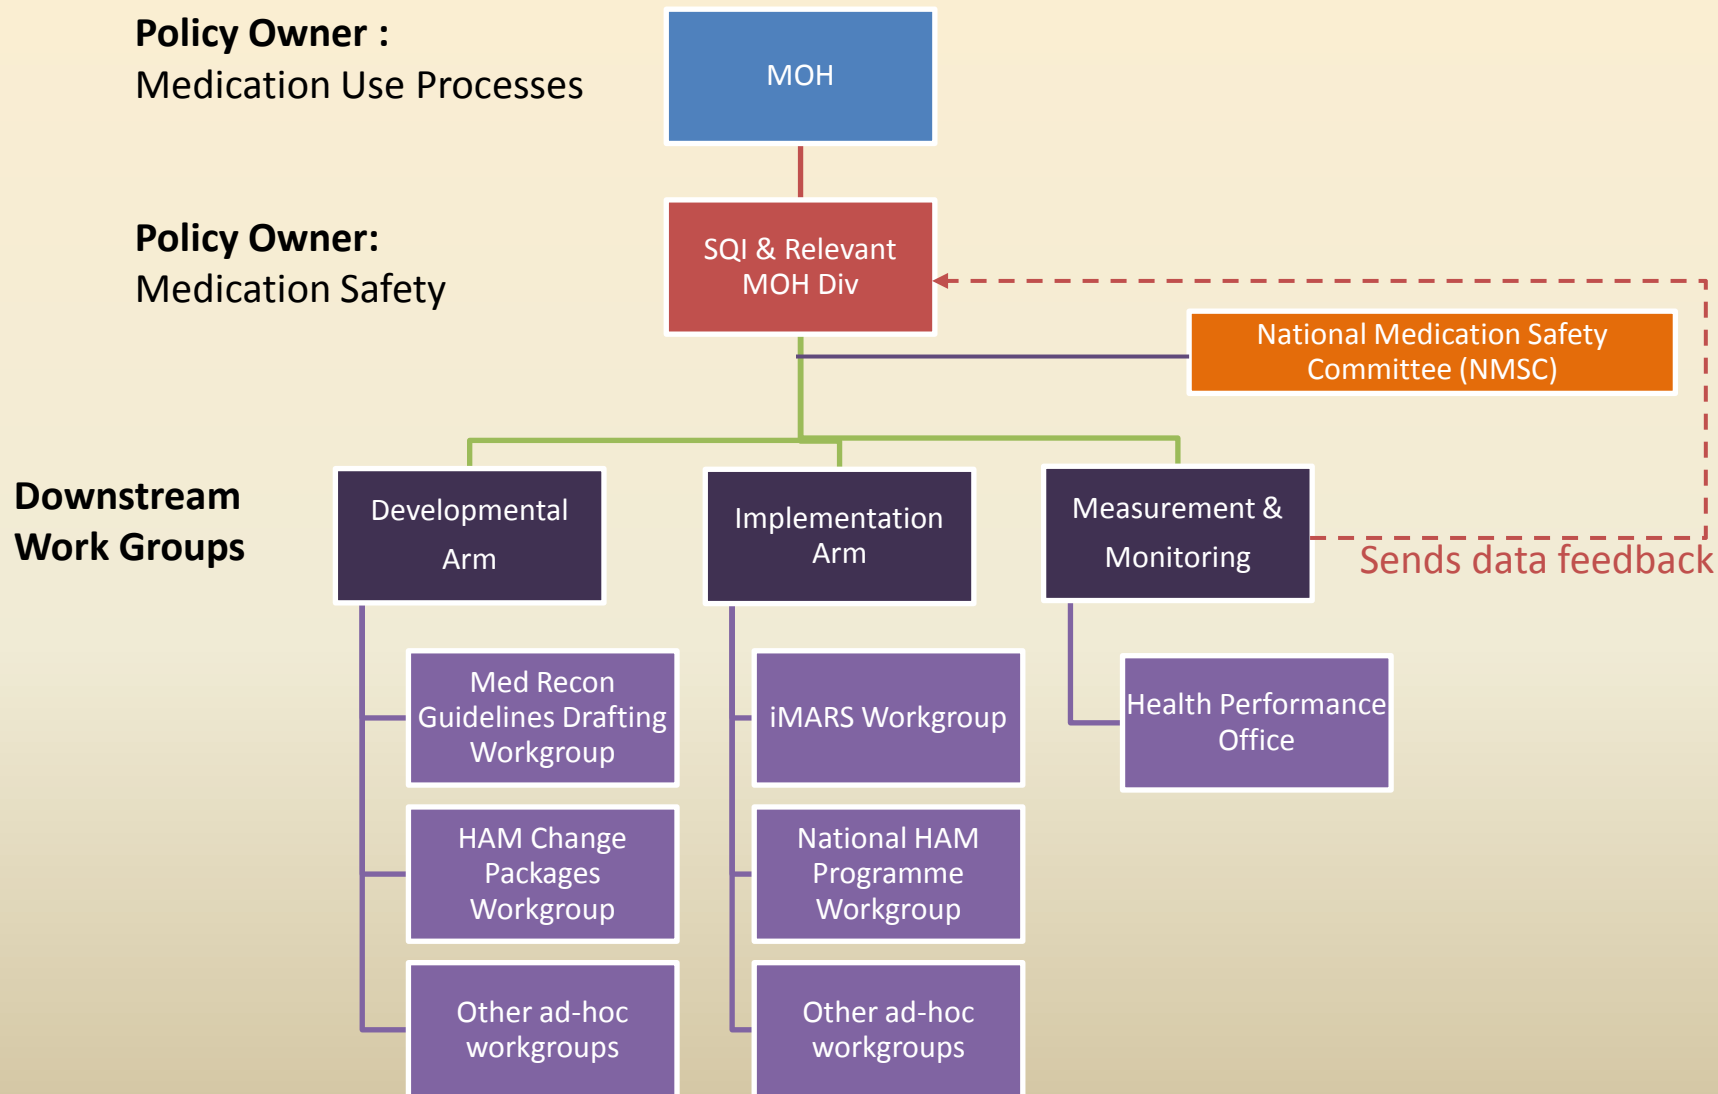 Policy Owner :
Medication Use Processes
MOH
Policy Owner:
Medication Safety
SQI & Relevant
MOH Div
National Medication Safety
Committee (NMSC)
Downstream
Work Groups
Developmental
Arm
Implementation
Arm
Measurement &
Monitoring
Sends data feedback
Med Recon
Guidelines Drafting
Workgroup
iMARS Workgroup
Health Performance
Office
HAM Change
Packages
Workgroup
National HAM
Programme
Workgroup
Other ad-hoc
workgroups
Other ad-hoc
workgroups